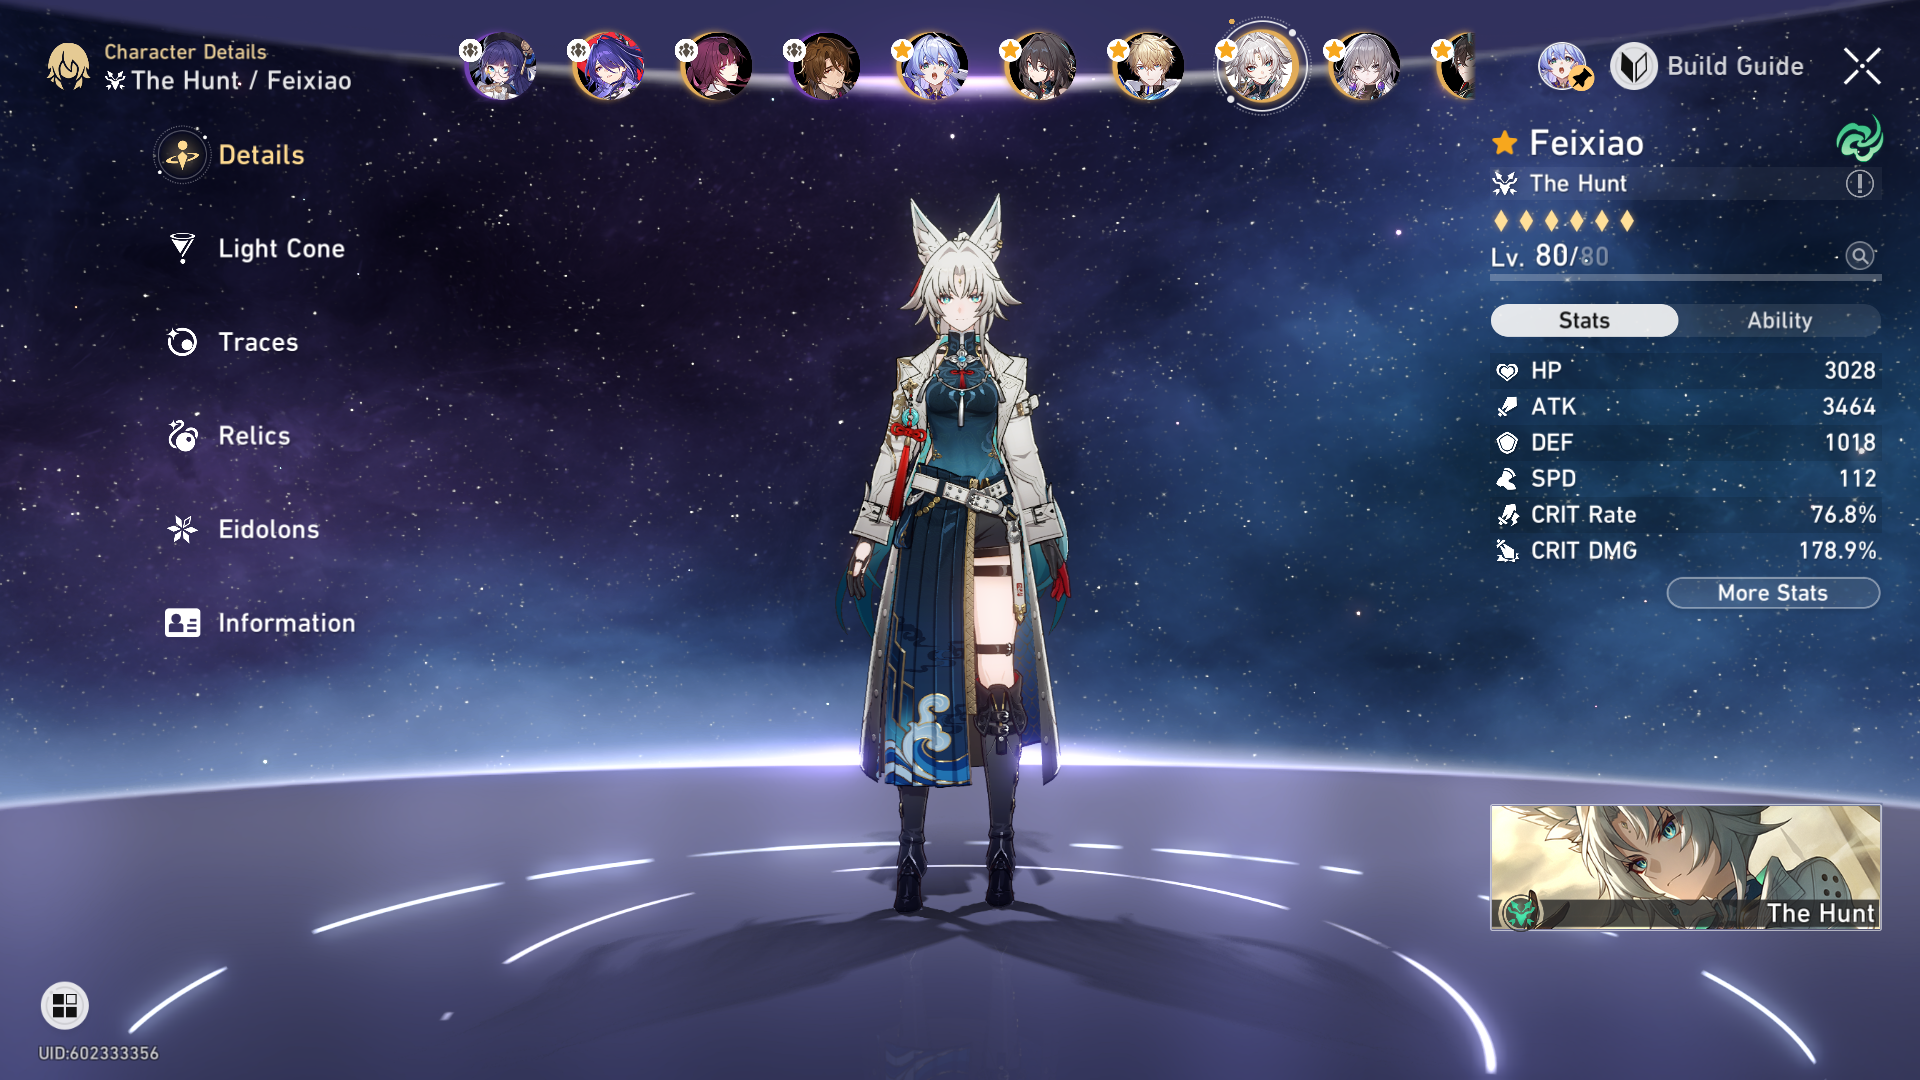 Character Details
The Hunt / Feixiao
Build Guide
Details
Light Cone
Traces
Relics
Eidolons
Information
Feixiao
The Hunt
Lv. 80/80
Stats
Ability
HP 3028
ATK 3464
DEF 1018
SPD 112
CRIT Rate 76.8%
CRIT DMG 178.9%
More Stats
The Hunt
UID:602333356